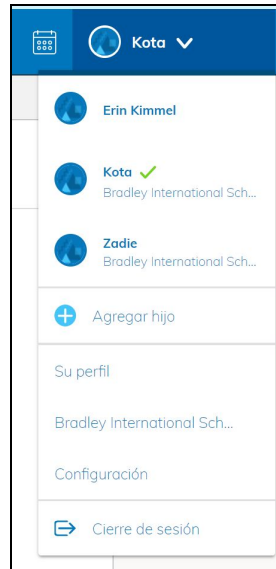 Kota
Erin Kimmel
Kota
Bradley International Sch...
Zadie
Bradley International Sch...
Agregar hijo
Su perfil
Bradley International Sch...
Configuración
Cierre de sesión